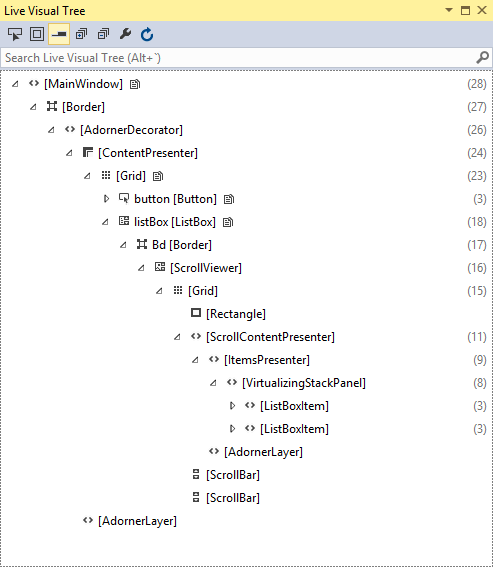 Live Visual Tree
Search Live Visual Tree (Alt+`)
[MainWindow] (28)
[Border] (27)
[AdornerDecorator] (26)
[ContentPresenter] (24)
[Grid] (23)
button [Button] (3)
listBox [ListBox] (18)
Bd [Border] (17)
[ScrollViewer] (16)
[Grid] (15)
[Rectangle]
[ScrollContentPresenter] (11)
[ItemsPresenter] (9)
[VirtualizingStackPanel] (8)
[ListBoxItem] (3)
[ListBoxItem] (3)
[AdornerLayer]
[ScrollBar]
[ScrollBar]
[AdornerLayer]